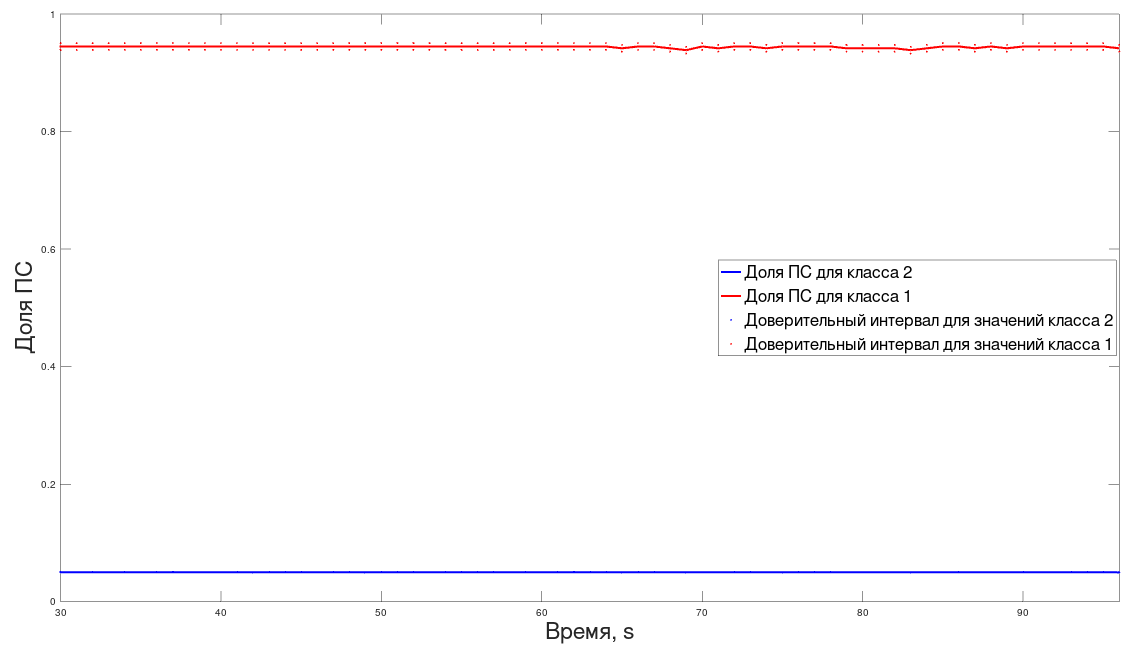 1
0.8
0.6
0.4
0.2
0
Доля ПС
Доля ПС для класса 2
Доля ПС для класса 1
Доверительный интервал для значений класса 2
Доверительный интервал для значений класса 1
30 40 50 60 70 80 90
Время, s